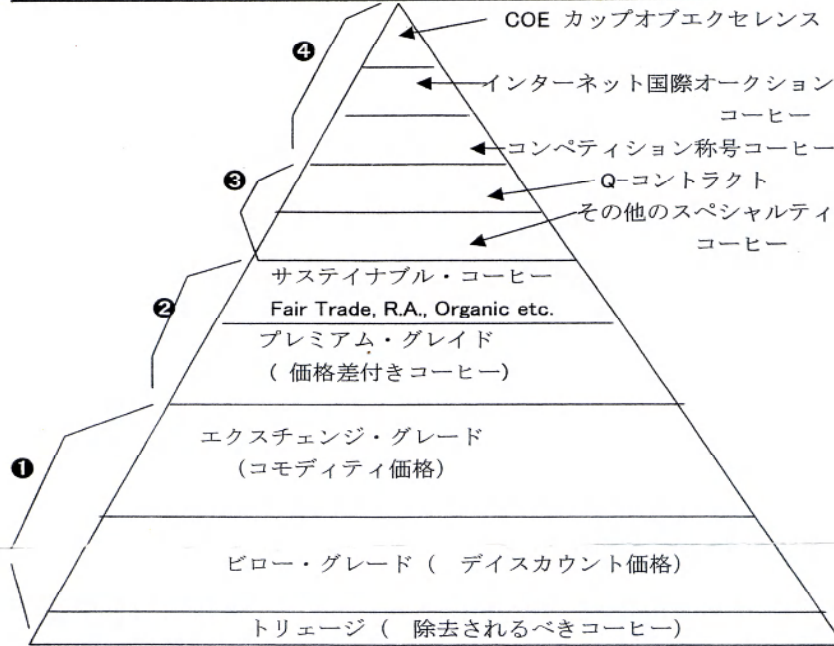 ❹
COE カップオブエクセレンス
インターネット国際オークション
コーヒー
コンペティション称号コーヒー
❸
Q-コントラクト
その他のスペシャルティ
コーヒー
サステイナブル・コーヒー
❷
Fair Trade, R.A., Organic etc.
プレミアム・グレイド
( 価格差付きコーヒー)
エクスチェンジ・グレード
❶
(コモディティ価格)
ビロー・グレード ( デイスカウント価格)
トリェージ ( 除去されるべきコーヒー)